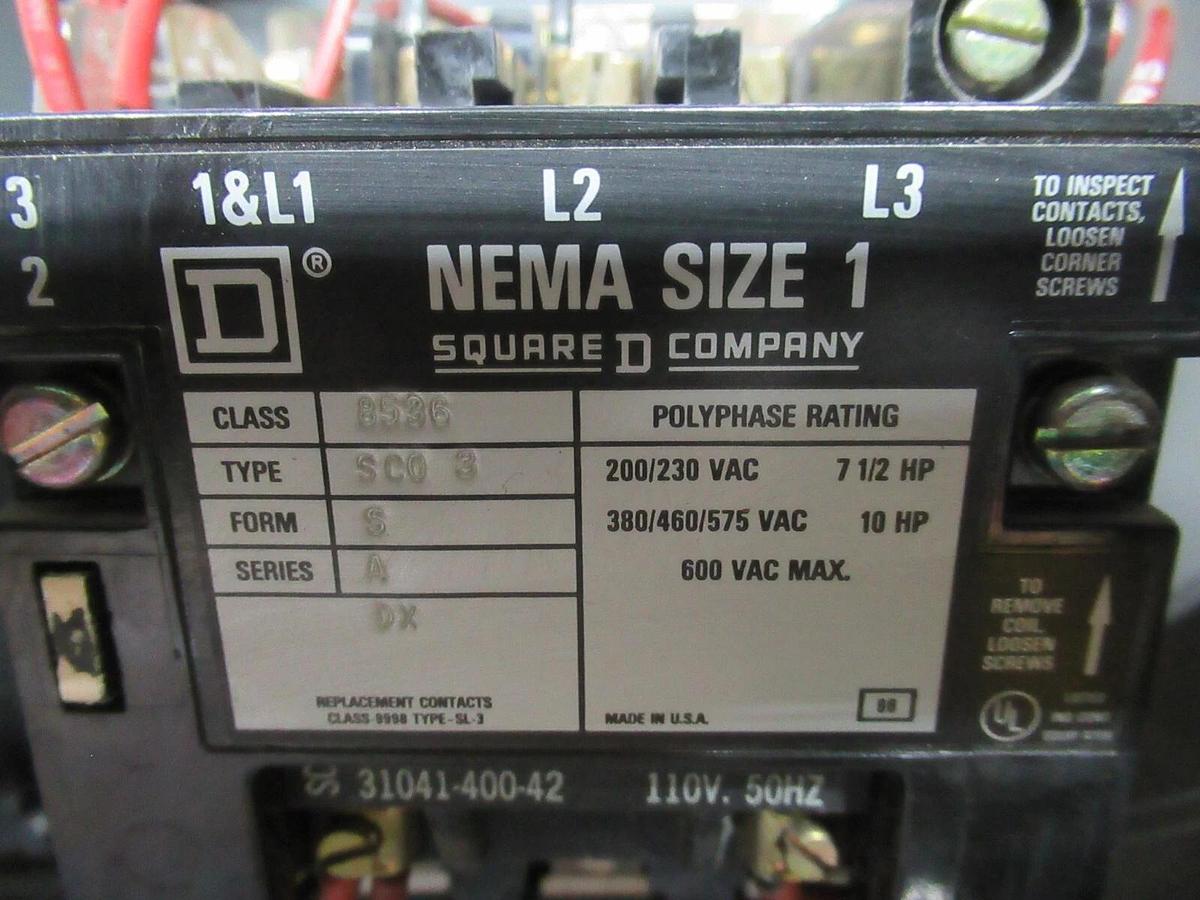 3
1&L1
L2
L3
2
TO INSPECT
CONTACTS,
LOOSEN
CORNER
SCREWS
D ®
NEMA SIZE 1
SQUARE D COMPANY
CLASS 8536
TYPE SCO 3
FORM S
SERIES A
DX
REPLACEMENT CONTACTS
CLASS-9998 TYPE-SL-3
POLYPHASE RATING
200/230 VAC 7 1/2 HP
380/460/575 VAC 10 HP
600 VAC MAX.
MADE IN U.S.A.
TO
REMOVE
COIL,
LOOSEN
SCREWS
UL
31041-400-42 110V. 50HZ